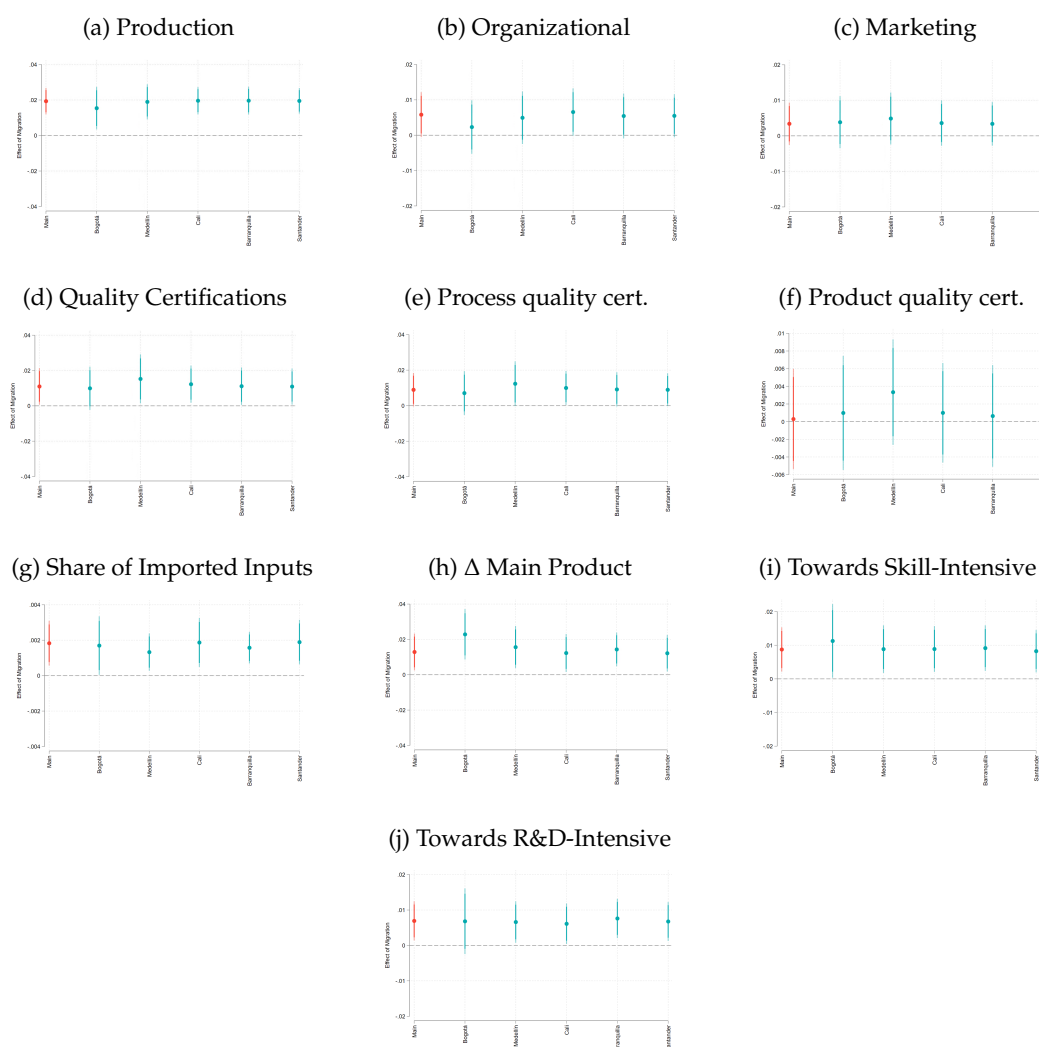 (a) Production
(b) Organizational
(c) Marketing
.04
.02
0
-.02
-.04
Effect of Migration
Main
Bogotá
Medellín
Cali
Barranquilla
Santander
.02
.01
0
-.01
-.02
Effect of Migration
Main
Bogotá
Medellín
Cali
Barranquilla
Santander
.02
.01
0
-.01
-.02
Effect of Migration
Main
Bogotá
Medellín
Cali
Barranquilla
(d) Quality Certifications
(e) Process quality cert.
(f) Product quality cert.
.04
.02
0
-.02
-.04
Effect of Migration
Main
Bogotá
Medellín
Cali
Barranquilla
Santander
.04
.02
0
-.02
-.04
Effect of Migration
Main
Bogotá
Medellín
Cali
Barranquilla
Santander
.01
.008
.006
.004
.002
0
-.002
-.004
-.006
Effect of Migration
Main
Bogotá
Medellín
Cali
Barranquilla
(g) Share of Imported Inputs
(h) Δ Main Product
(i) Towards Skill-Intensive
.004
.002
0
-.002
-.004
Effect of Migration
Main
Bogotá
Medellín
Cali
Barranquilla
Santander
.04
.02
0
-.02
-.04
Effect of Migration
Main
Bogotá
Medellín
Cali
Barranquilla
Santander
.02
.01
0
-.01
-.02
Effect of Migration
Main
Bogotá
Medellín
Cali
Barranquilla
Santander
(j) Towards R&D-Intensive
.02
.01
0
-.01
-.02
Effect of Migration
Main
Bogotá
Medellín
Cali
Barranquilla
Santander